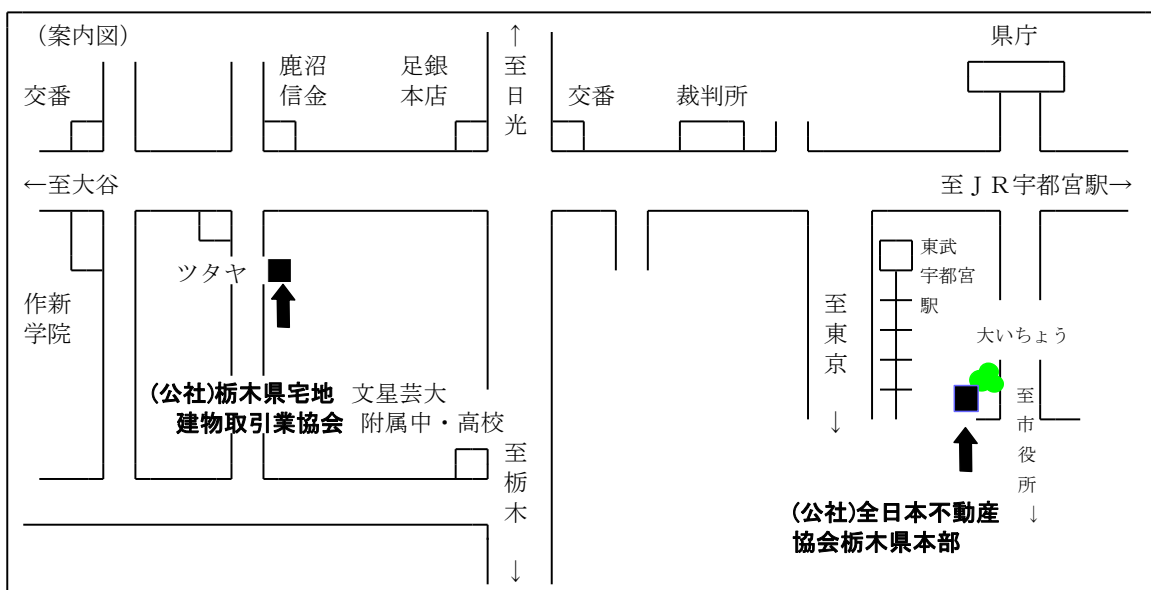 （案内図）
県庁
↑至日光
鹿沼
信金
足銀
本店
交番
交番
裁判所
←至大谷
至ＪＲ宇都宮駅→
東武
宇都宮
駅
ツタヤ
作新
学院
至東京↓
大いちょう
(公社)栃木県宅地
建物取引業協会
文星芸大
附属中・高校
至市役所↓
至栃木↓
(公社)全日本不動産
協会栃木県本部